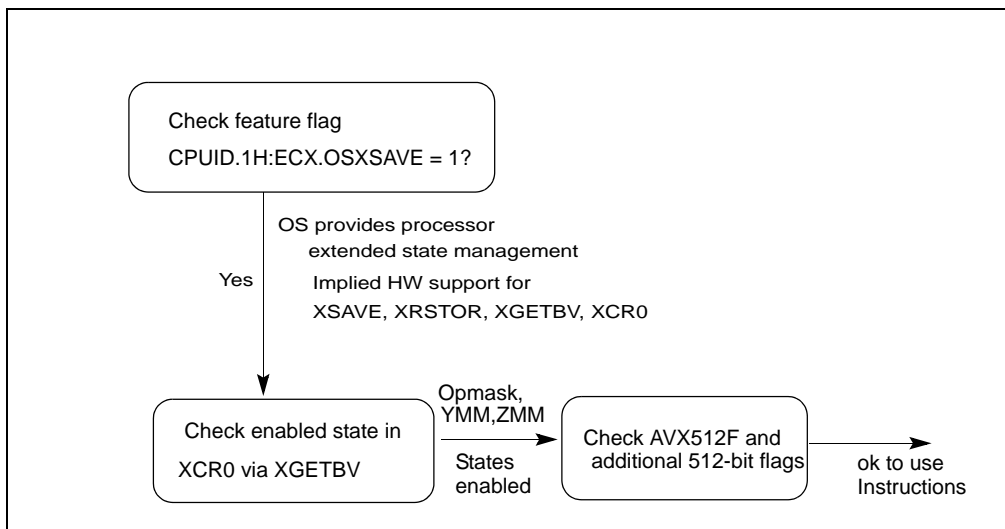 Check feature flag
CPUID.1H:ECX.OSXSAVE = 1?
OS provides processor
extended state management
Yes
Implied HW support for
XSAVE, XRSTOR, XGETBV, XCR0
Check enabled state in
XCR0 via XGETBV
Opmask,
YMM,ZMM
States
enabled
Check AVX512F and
additional 512-bit flags
ok to use
Instructions